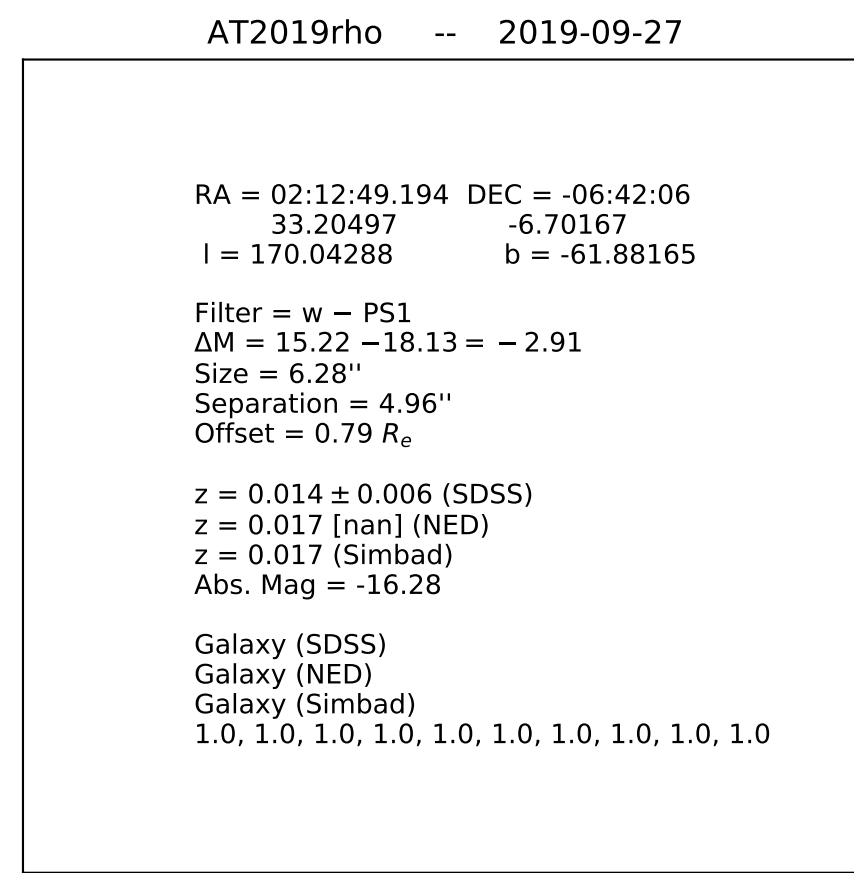 AT2019rho -- 2019-09-27
RA = 02:12:49.194 DEC = -06:42:06
33.20497 -6.70167
l = 170.04288 b = -61.88165
Filter = w − PS1
ΔM = 15.22 −18.13 = − 2.91
Size = 6.28''
Separation = 4.96''
Offset = 0.79 Rₑ
z = 0.014 ± 0.006 (SDSS)
z = 0.017 [nan] (NED)
z = 0.017 (Simbad)
Abs. Mag = -16.28
Galaxy (SDSS)
Galaxy (NED)
Galaxy (Simbad)
1.0, 1.0, 1.0, 1.0, 1.0, 1.0, 1.0, 1.0, 1.0, 1.0